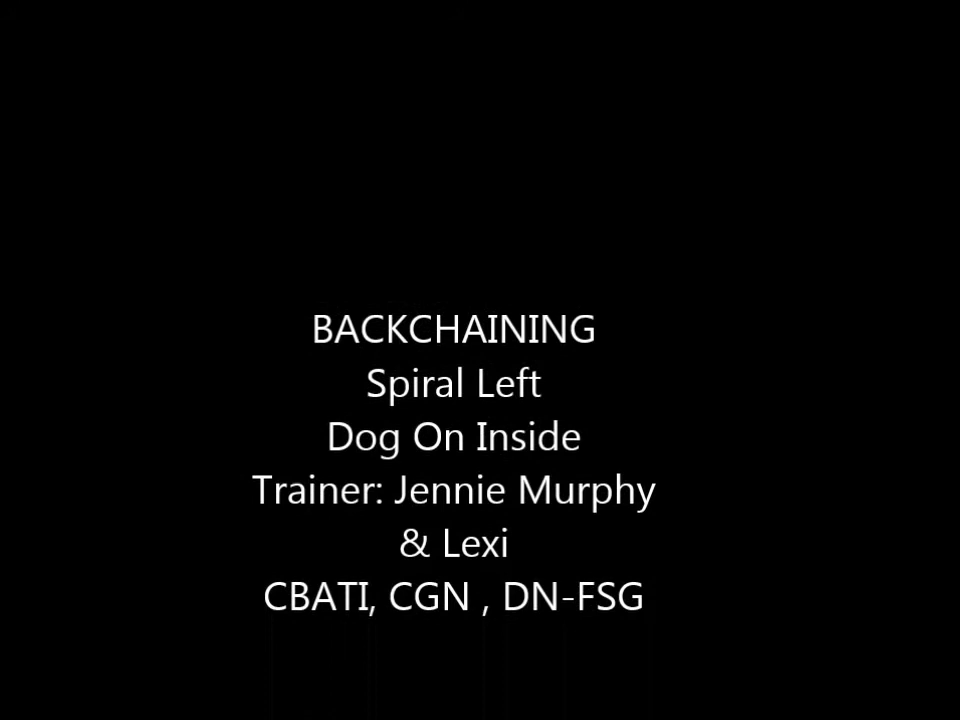 BACKCHAINING
Spiral Left
Dog On Inside
Trainer: Jennie Murphy
& Lexi
CBATI, CGN , DN-FSG